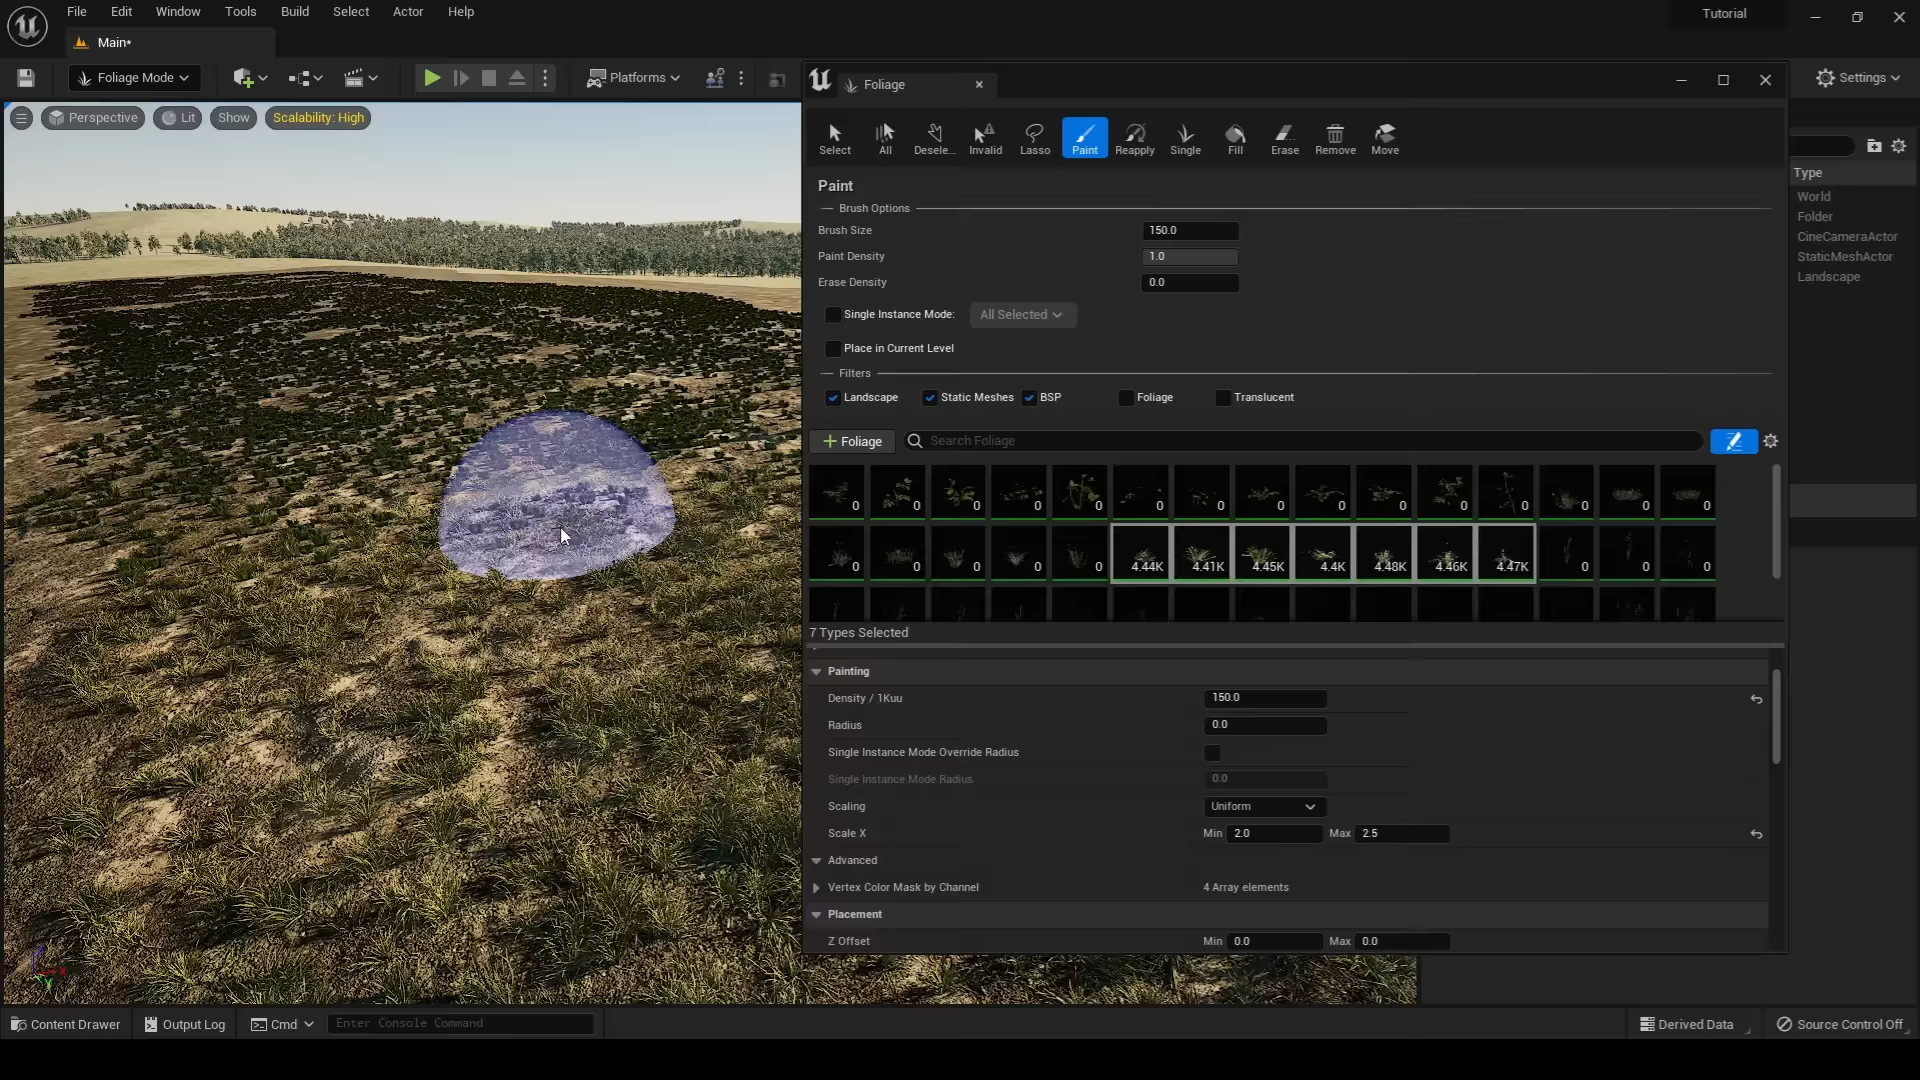 File Edit Window Tools Build Select Actor Help
Tutorial
Main*
Foliage Mode
Platforms
Foliage
Settings
Perspective
Lit
Show
Scalability: High
Select
All
Desele...
Invalid
Lasso
Paint
Reapply
Single
Fill
Erase
Remove
Move
Type
World
Folder
CineCameraActor
StaticMeshActor
Landscape
Paint
Brush Options
Brush Size 150.0
Paint Density 1.0
Erase Density 0.0
Single Instance Mode: All Selected
Place in Current Level
Filters
Landscape Static Meshes BSP Foliage Translucent
+ Foliage Search Foliage
0 0 0 0 0 0 0 0 0 0 0 0 0 0 0
0 0 0 0 0 4.44K 4.41K 4.45K 4.4K 4.48K 4.46K 4.47K 0 0 0
7 Types Selected
Painting
Density / 1Kuu 150.0
Radius 0.0
Single Instance Mode Override Radius
Single Instance Mode Radius 0.0
Scaling Uniform
Scale X Min 2.0 Max 2.5
Advanced
Vertex Color Mask by Channel 4 Array elements
Placement
Z Offset Min 0.0 Max 0.0
X
Y
Content Drawer Output Log Cmd Enter Console Command Derived Data Source Control Off